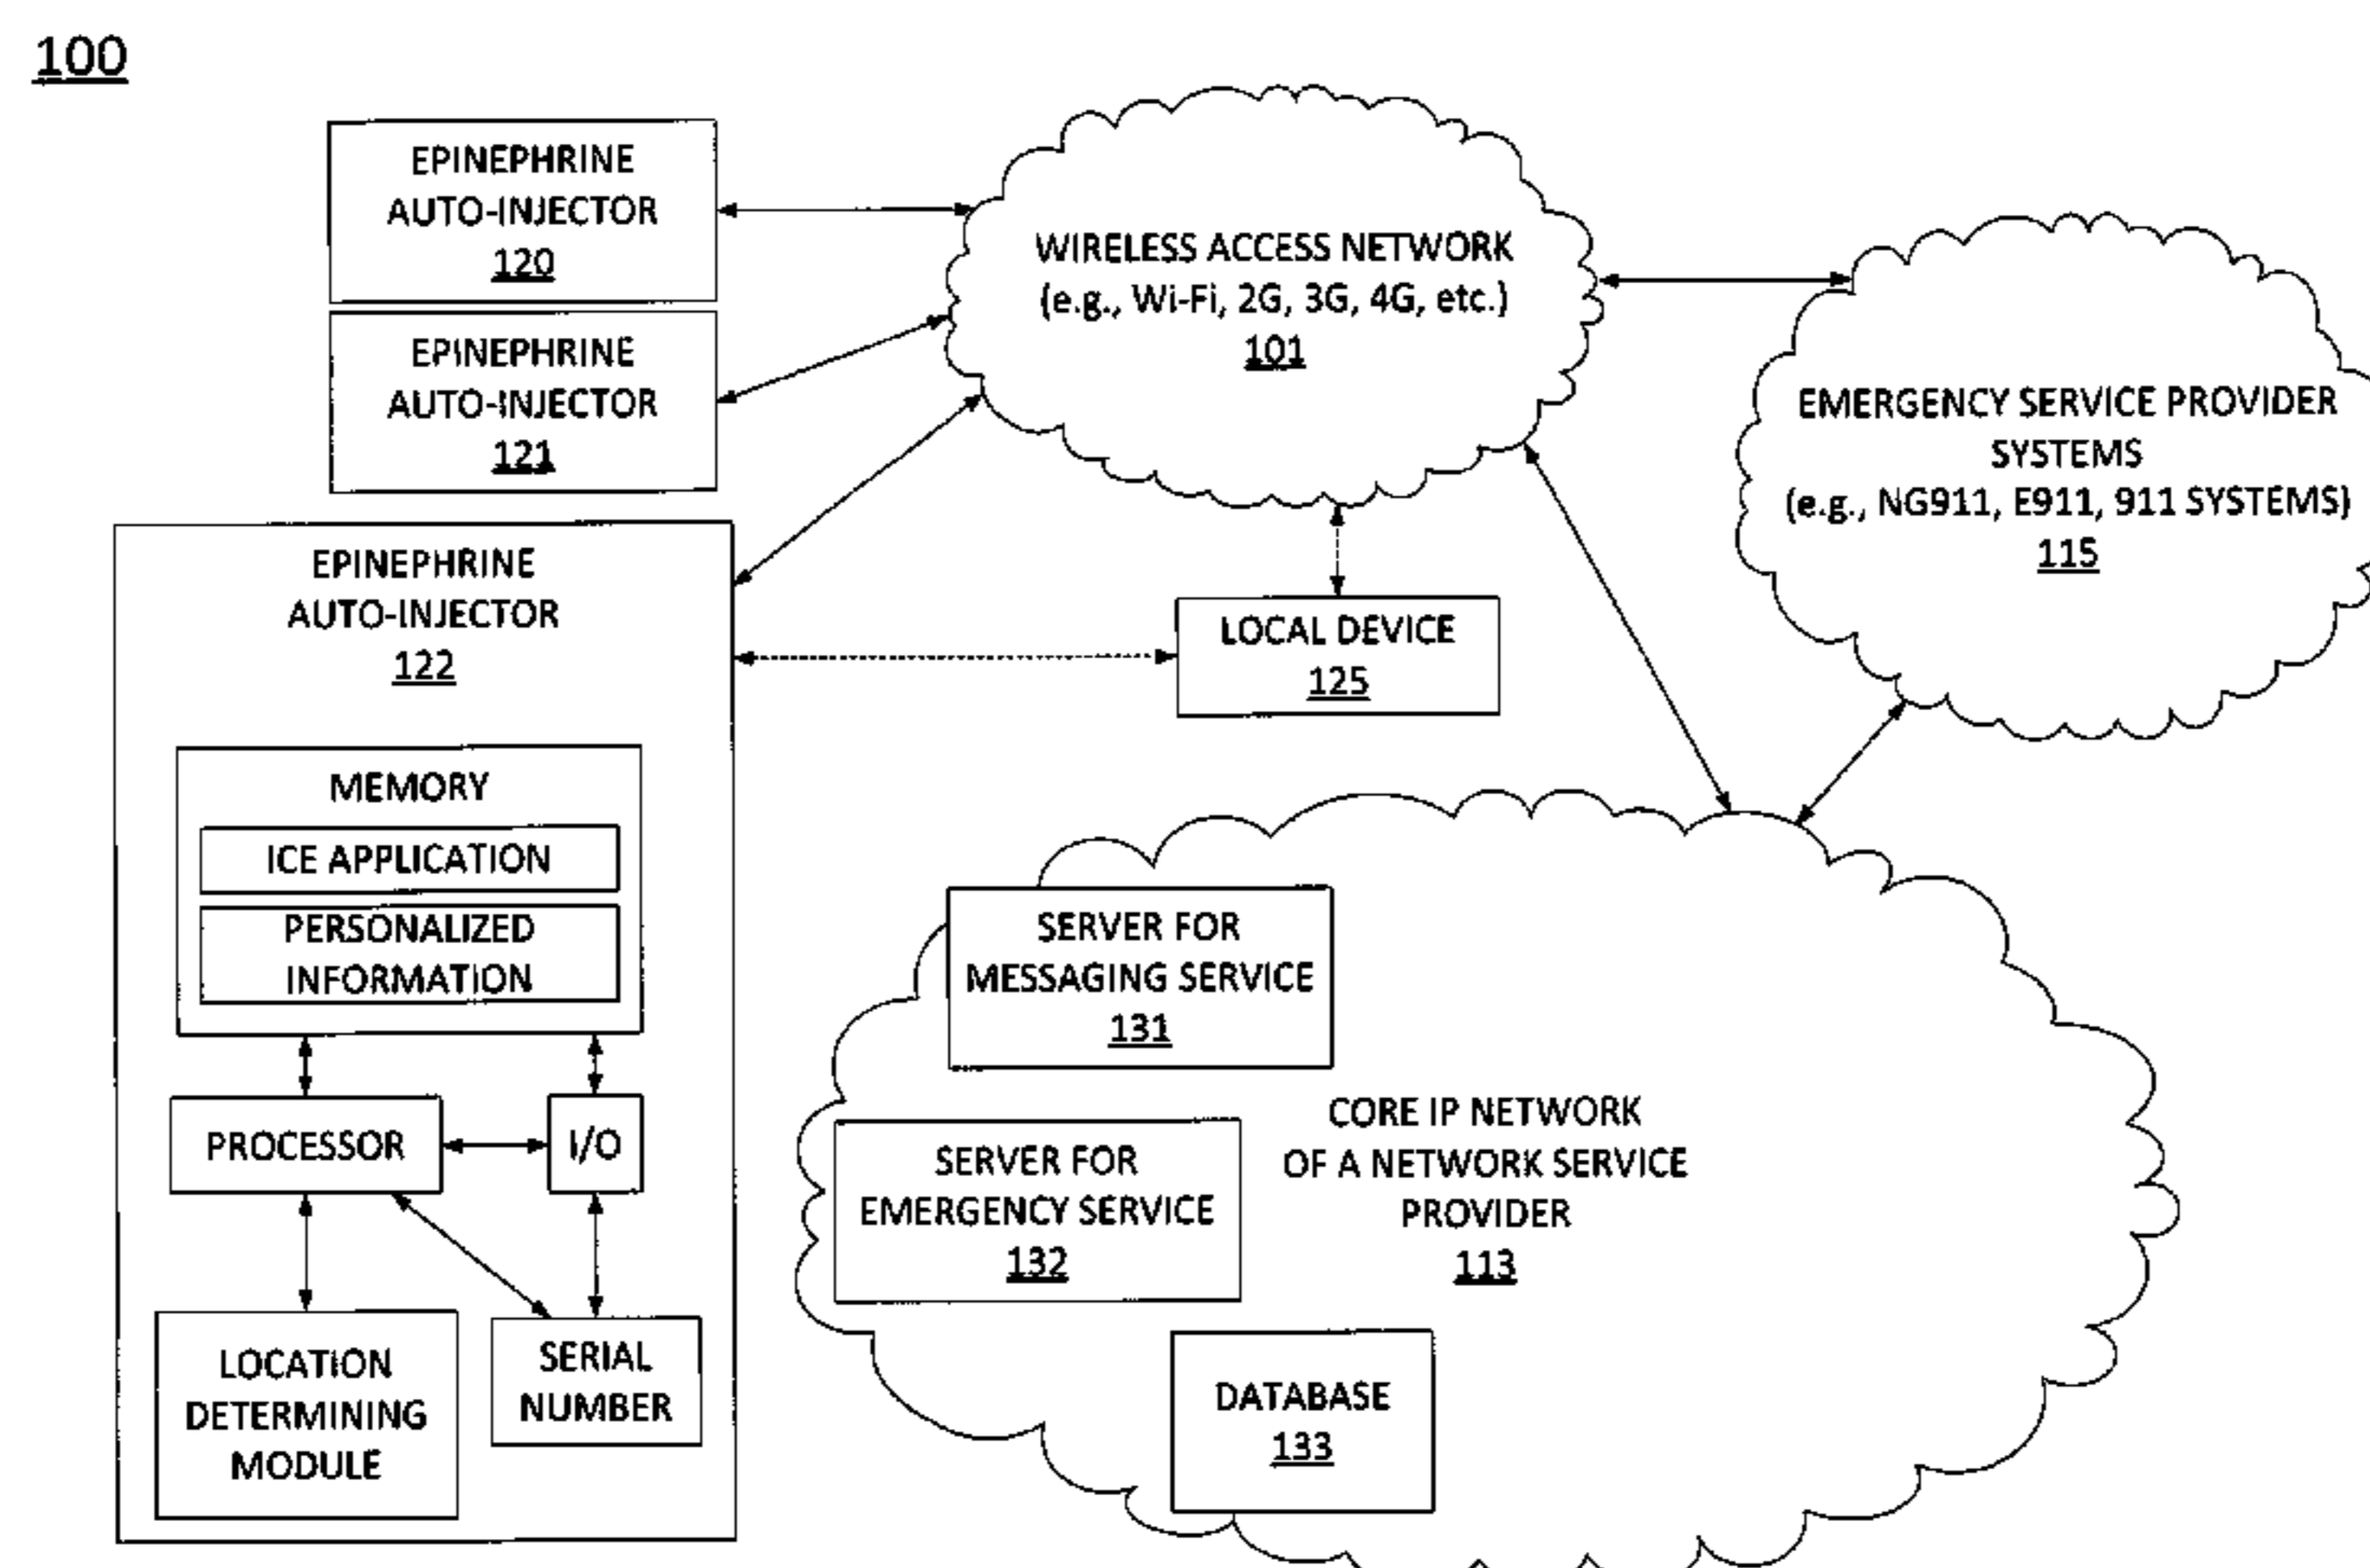 100
EPINEPHRINE
AUTO-INJECTOR
120
EPINEPHRINE
AUTO-INJECTOR
121
WIRELESS ACCESS NETWORK
(e.g., Wi-Fi, 2G, 3G, 4G, etc.)
101
EMERGENCY SERVICE PROVIDER
SYSTEMS
(e.g., NG911, E911, 911 SYSTEMS)
115
EPINEPHRINE
AUTO-INJECTOR
122
LOCAL DEVICE
125
MEMORY
ICE APPLICATION
PERSONALIZED
INFORMATION
PROCESSOR
I/O
LOCATION
DETERMINING
MODULE
SERIAL
NUMBER
SERVER FOR
MESSAGING SERVICE
131
SERVER FOR
EMERGENCY SERVICE
132
CORE IP NETWORK
OF A NETWORK SERVICE
PROVIDER
113
DATABASE
133